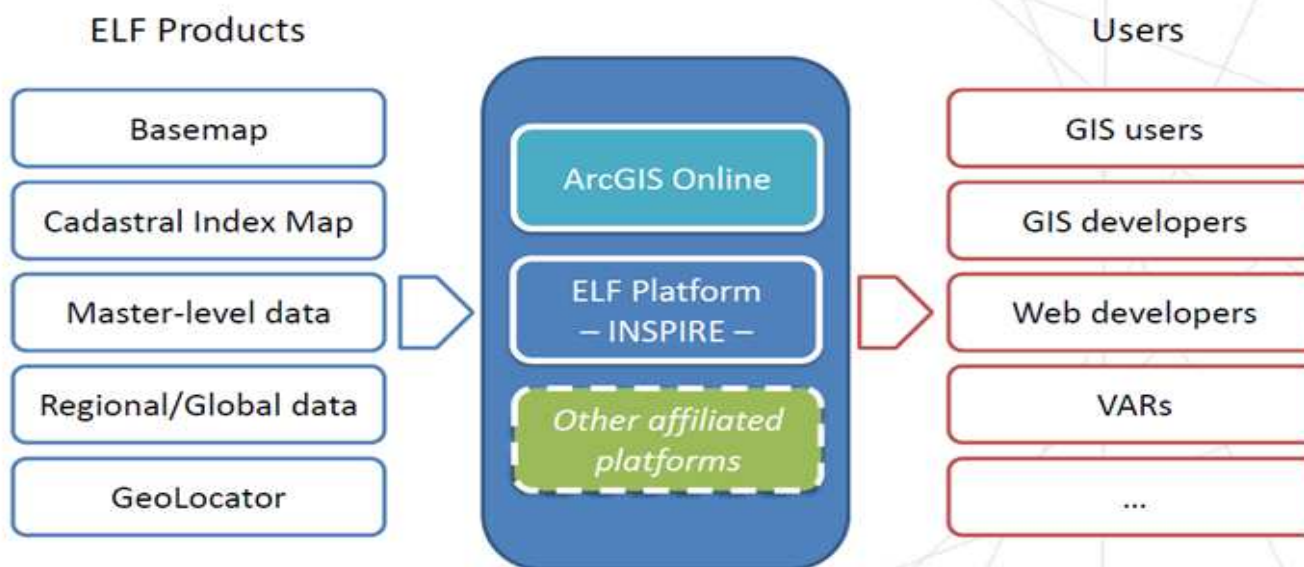 ELF Products
Basemap
Cadastral Index Map
Master-level data
Regional/Global data
GeoLocator
ArcGIS Online
ELF Platform
– INSPIRE –
Other affiliated
platforms
Users
GIS users
GIS developers
Web developers
VARs
...